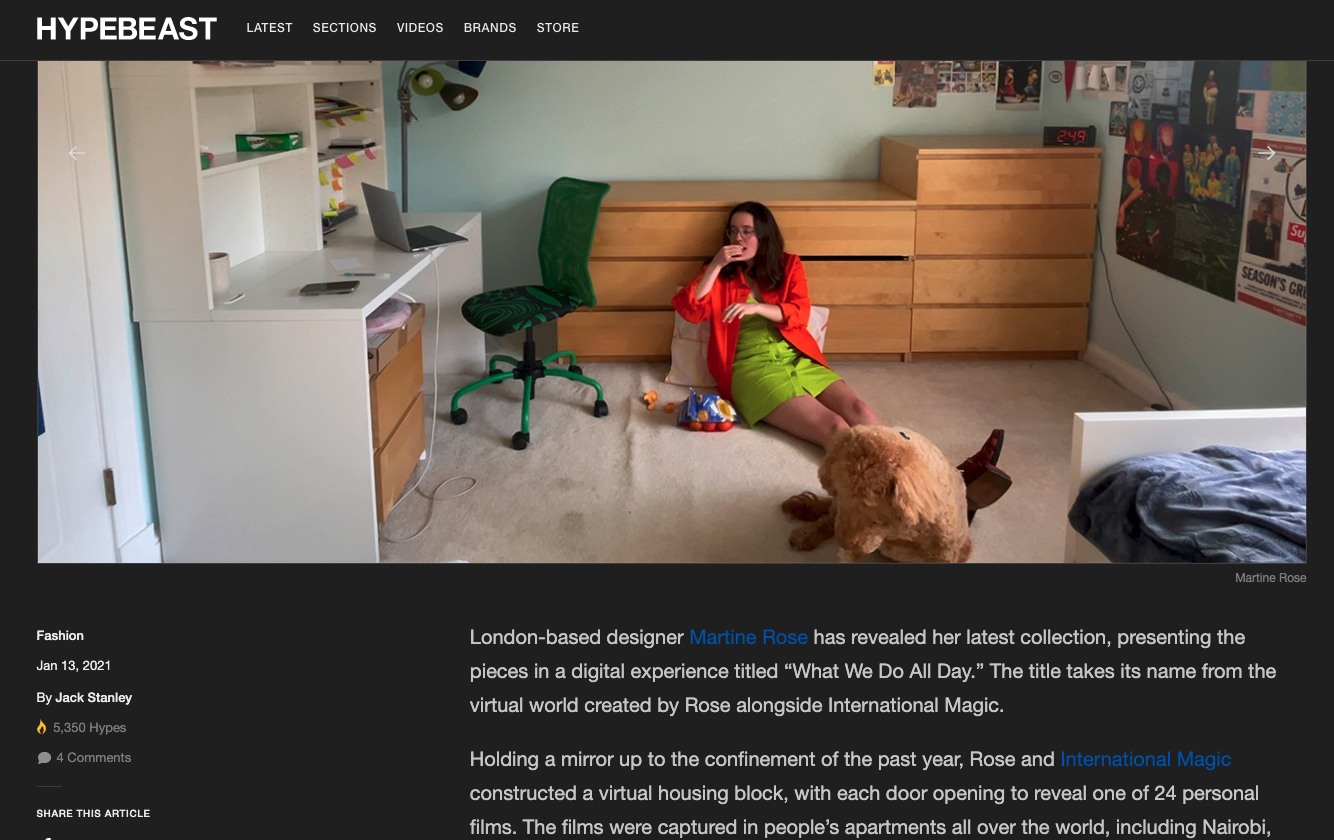 HYPEBEAST LATEST SECTIONS VIDEOS BRANDS STORE
2:49
SEASON'S GR
Martine Rose
Fashion
Jan 13, 2021
By Jack Stanley
5,350 Hypes
4 Comments
SHARE THIS ARTICLE
London-based designer Martine Rose has revealed her latest collection, presenting the
pieces in a digital experience titled “What We Do All Day.” The title takes its name from the
virtual world created by Rose alongside International Magic.
Holding a mirror up to the confinement of the past year, Rose and International Magic
constructed a virtual housing block, with each door opening to reveal one of 24 personal
films. The films were captured in people’s apartments all over the world, including Nairobi,